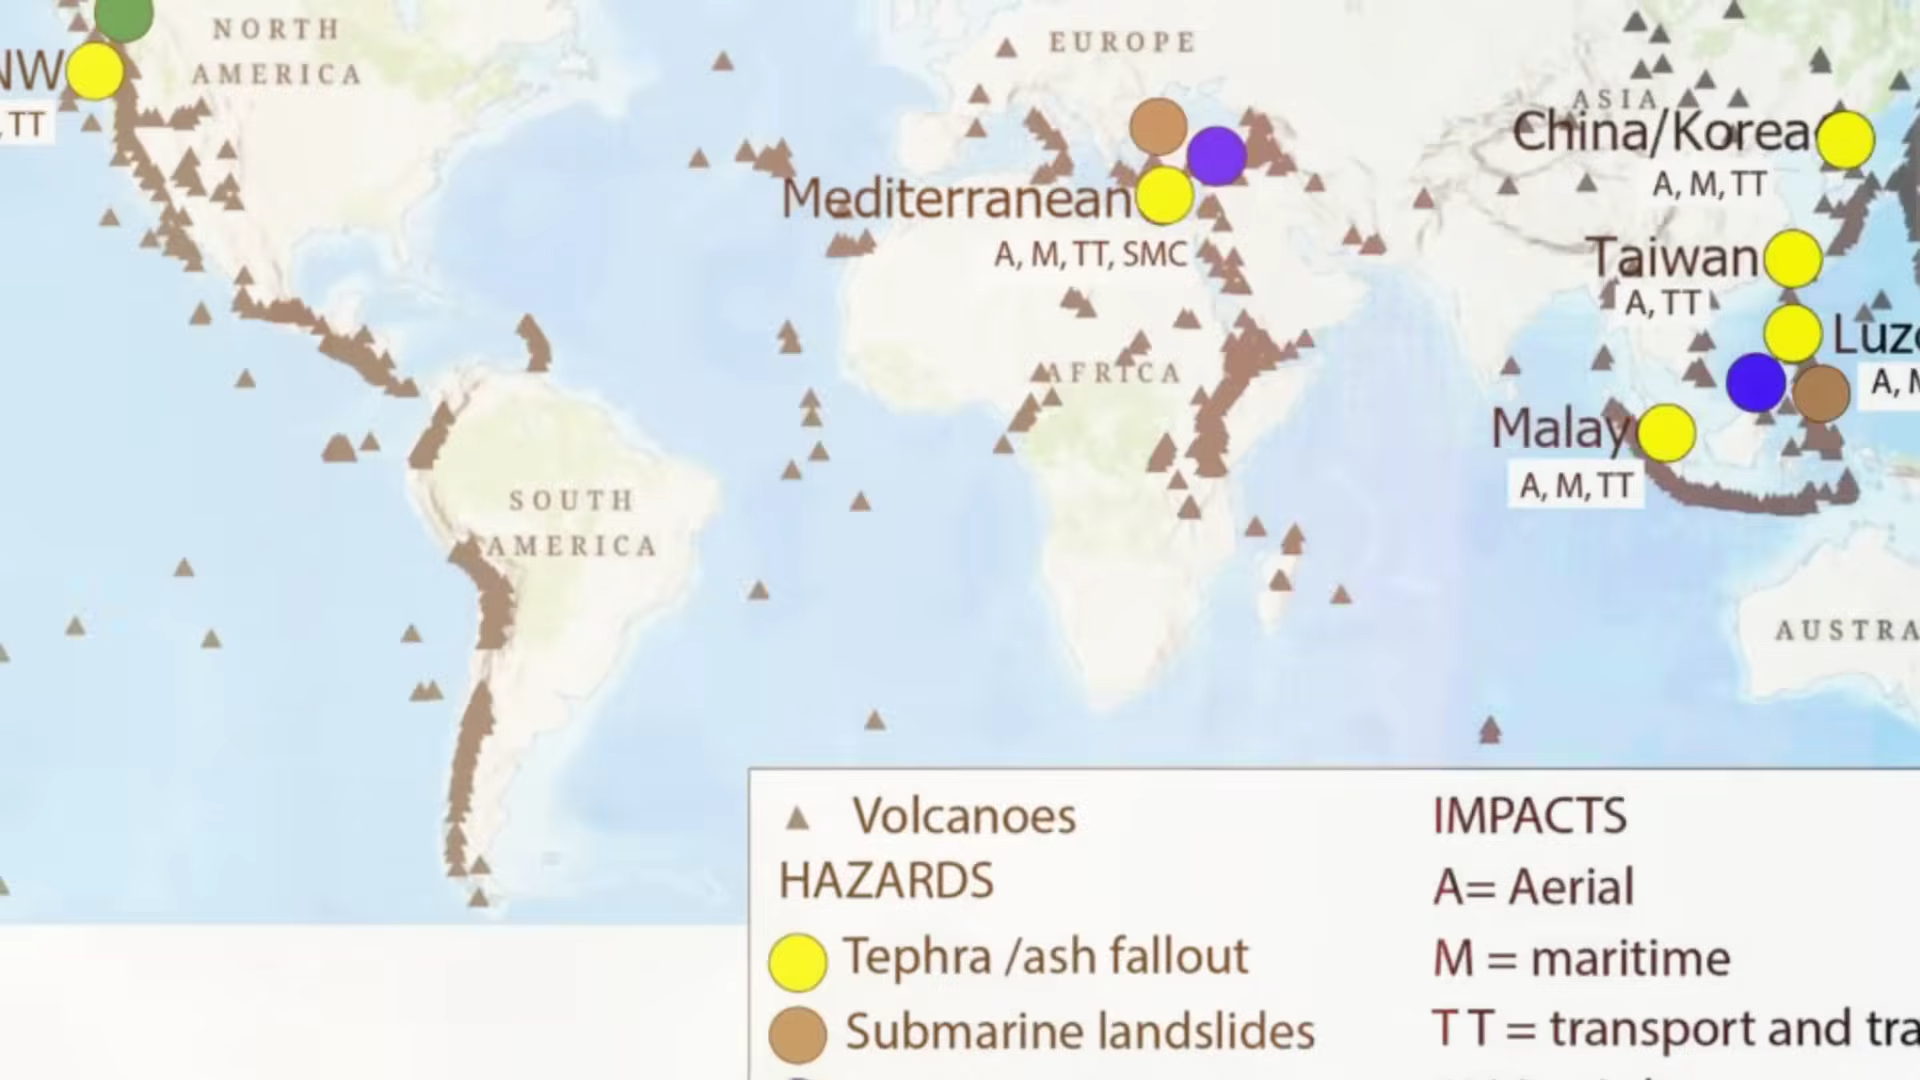 NORTH
AMERICA
NW
, TT
EUROPE
ASIA
China/Korea
A, M, TT
Mediterranean
A, M, TT, SMC
Taiwan
A, TT
Luzo
A, M
AFRICA
Malay
A, M, TT
SOUTH
AMERICA
AUSTRA
Volcanoes
HAZARDS
Tephra /ash fallout
Submarine landslides
IMPACTS
A= Aerial
M = maritime
T T = transport and tra